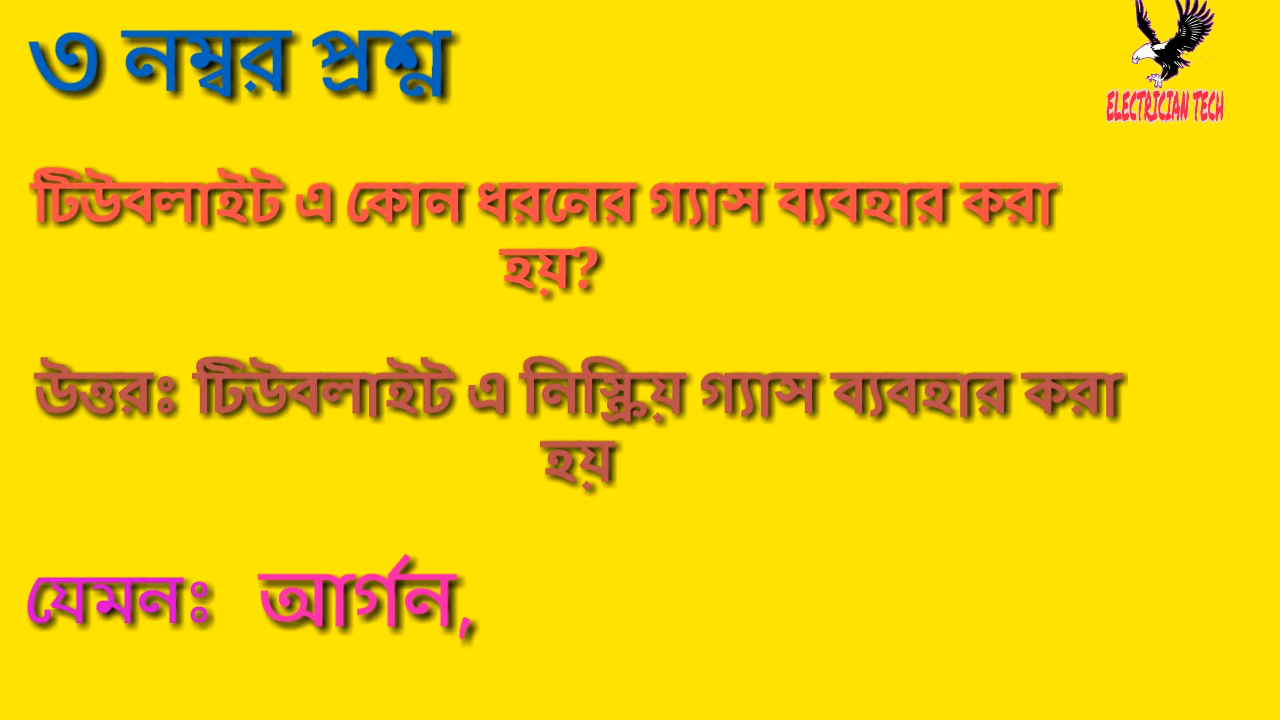 ৩ নম্বর প্রশ্ন
ELECTRICIAN TECH
টিউবলাইট এ কোন ধরনের গ্যাস ব্যবহার করা
হয়?
উত্তরঃ টিউবলাইট এ নিস্ক্রিয় গ্যাস ব্যবহার করা
হয়
যেমনঃ আর্গন,